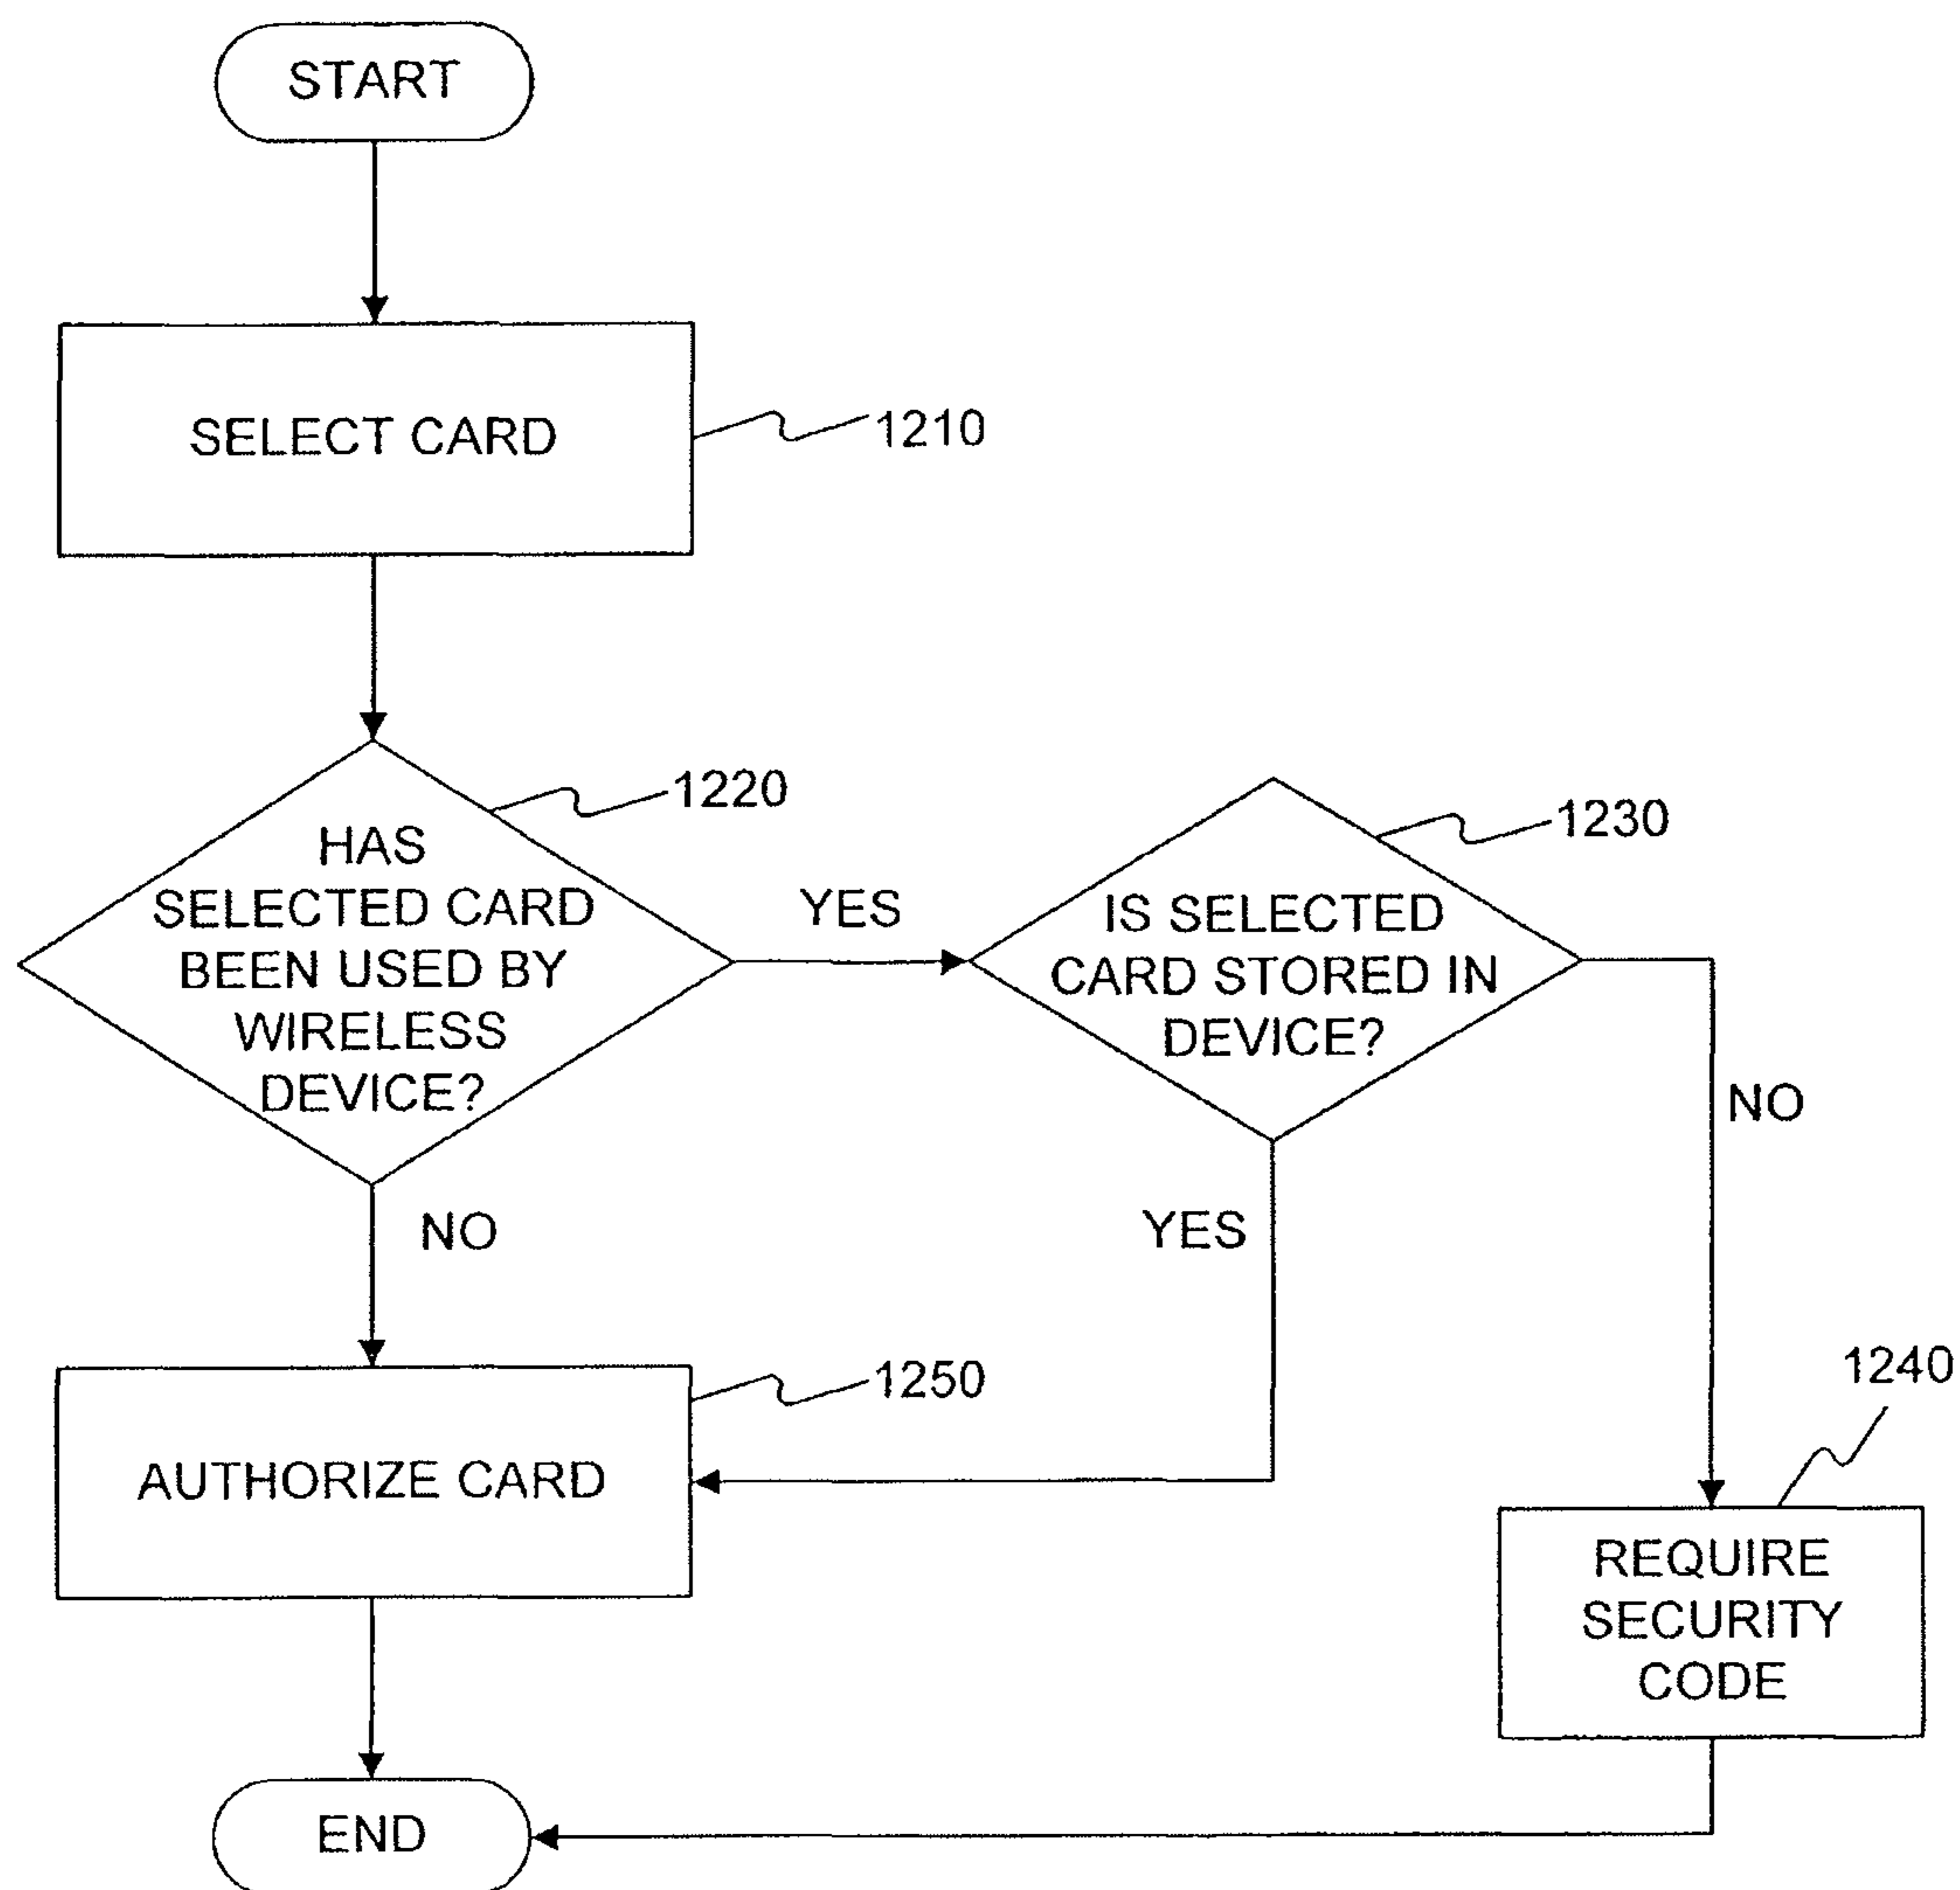 START
SELECT CARD
1210
1220
HAS
SELECTED CARD
BEEN USED BY
WIRELESS
DEVICE?
YES
1230
IS SELECTED
CARD STORED IN
DEVICE?
NO
NO
YES
1250
AUTHORIZE CARD
1240
REQUIRE
SECURITY
CODE
END